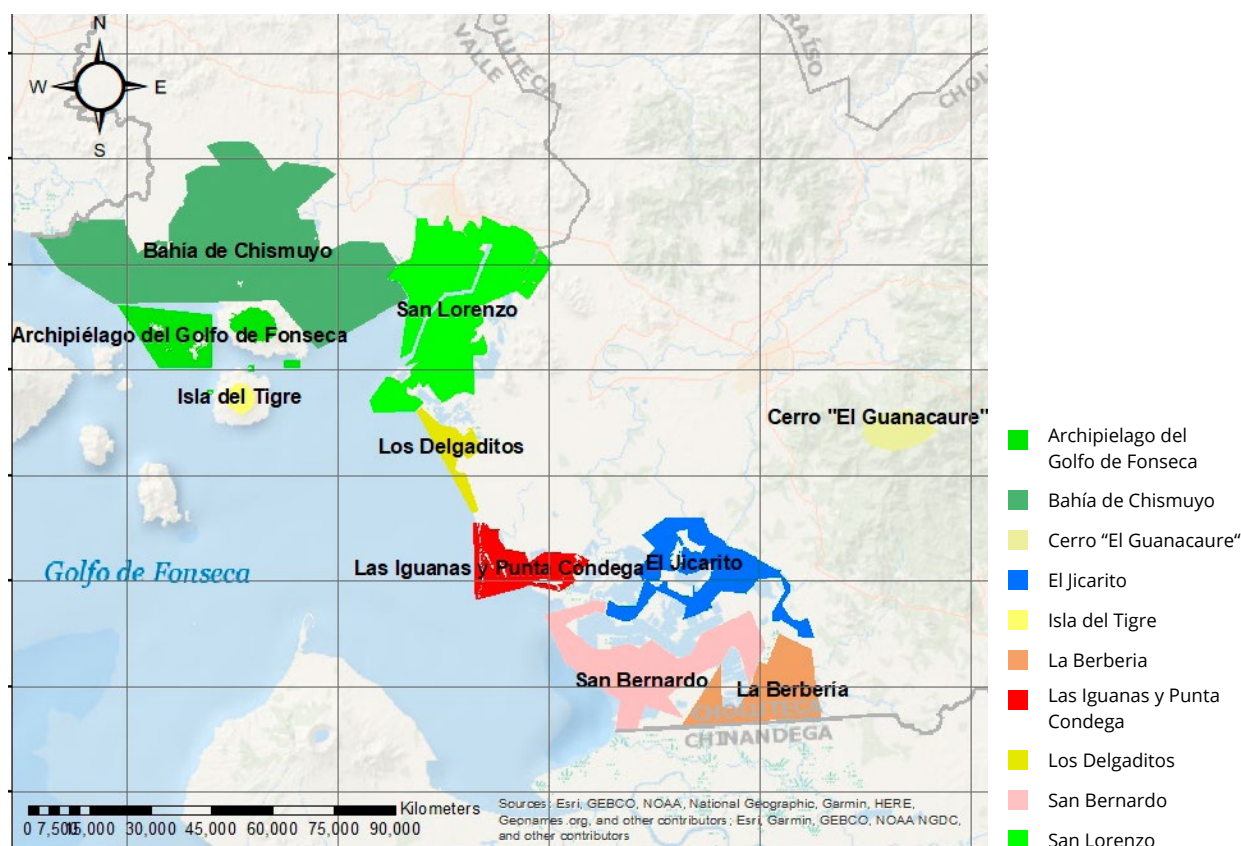 N
W
E
S
VALLE
CHOLUTECA
Bahía de Chismuyo
San Lorenzo
Archipiélago del Golfo de Fonseca
Isla del Tigre
Cerro "El Guanacaure"
Los Delgaditos
Golfo de Fonseca
Las Iguanas y Punta Condega
El Jicarito
San Bernardo
La Berbería
CHOLUTECA
CHINANDEGA
Kilometers
0 7,50015,000 30,000 45,000 60,000 75,000 90,000
Sources: Esri, GEBCO, NOAA, National Geographic, Garmin, HERE,
Geonames.org, and other contributors; Esri, Garmin, GEBCO, NOAA NGDC,
and other contributors
Archipielago del
Golfo de Fonseca
Bahía de Chismuyo
Cerro “El Guanacaure“
El Jicarito
Isla del Tigre
La Berberia
Las Iguanas y Punta
Condega
Los Delgaditos
San Bernardo
San Lorenzo